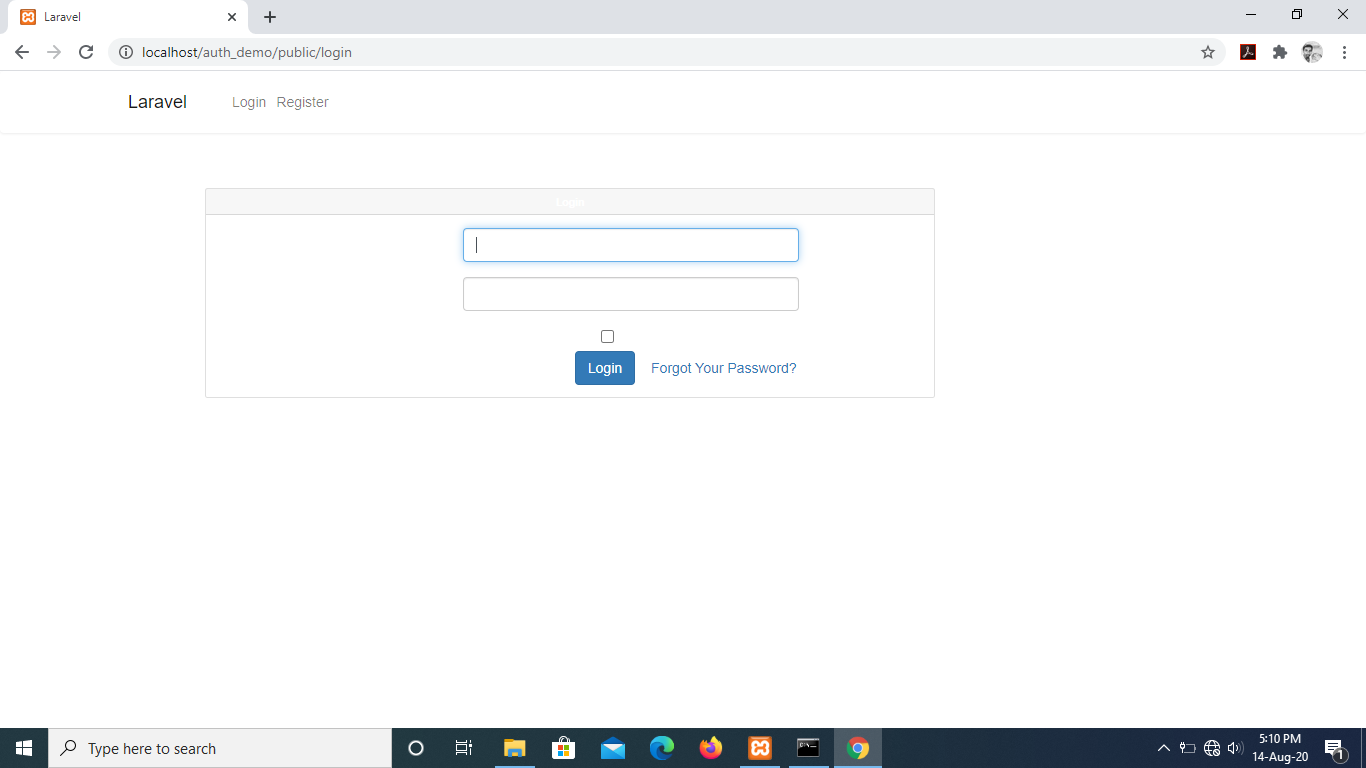 Laravel
localhost/auth_demo/public/login
Laravel Login Register
Login
Login Forgot Your Password?
Type here to search
5:10 PM
14-Aug-20
1